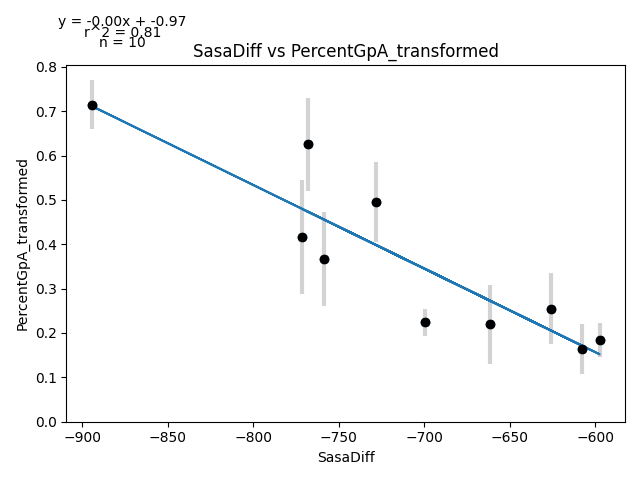 y = -0.00x + -0.97
r^2 = 0.81
n = 10
SasaDiff vs PercentGpA_transformed
PercentGpA_transformed
0.8
0.7
0.6
0.5
0.4
0.3
0.2
0.1
0.0
−900 −850 −800 −750 −700 −650 −600
SasaDiff